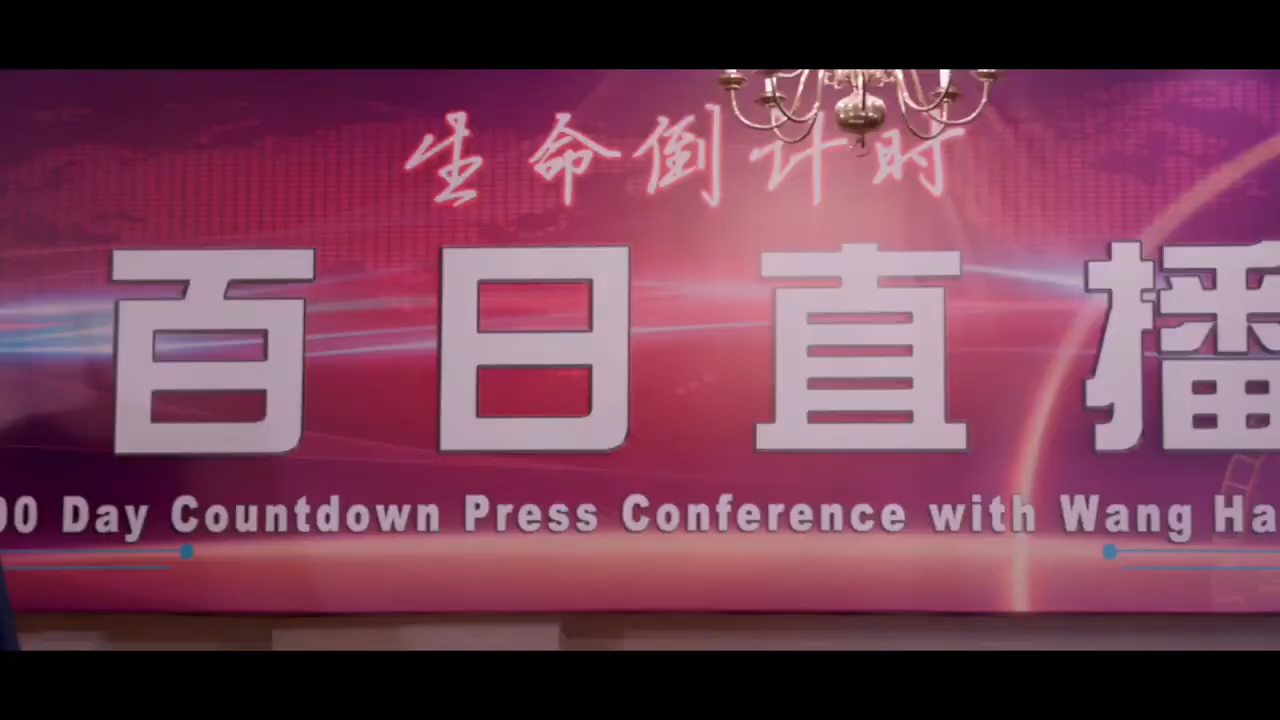 生命倒计时
百日直播
00 Day Countdown Press Conference with Wang Ha